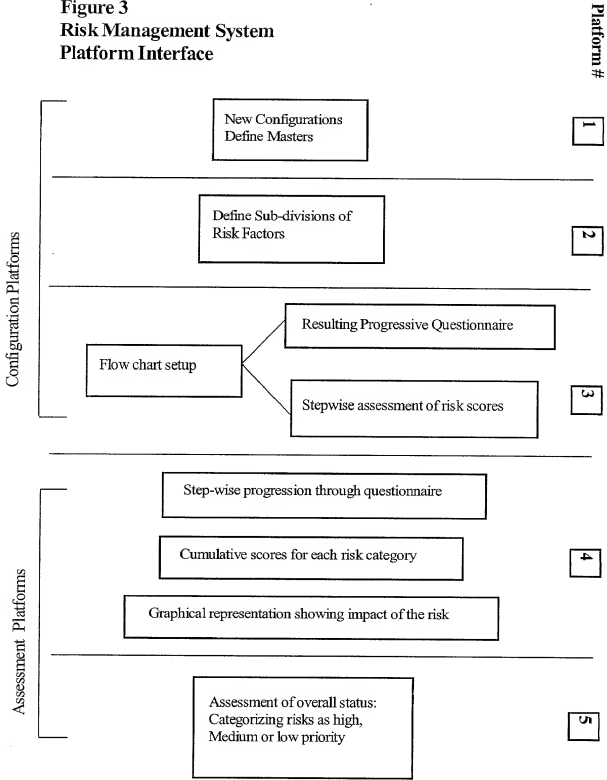 Figure 3
Risk Management System
Platform Interface
Platform #
Configuration Platforms
New Configurations
Define Masters
1
Define Sub-divisions of
Risk Factors
2
Flow chart setup
Resulting Progressive Questionnaire
Stepwise assessment of risk scores
3
Assessment Platforms
Step-wise progression through questionnaire
Cumulative scores for each risk category
Graphical representation showing impact of the risk
4
Assessment of overall status:
Categorizing risks as high,
Medium or low priority
5